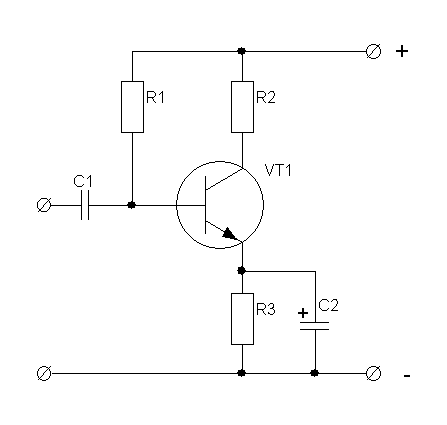 +
R1
R2
VT1
C1
R3
+
C2
-